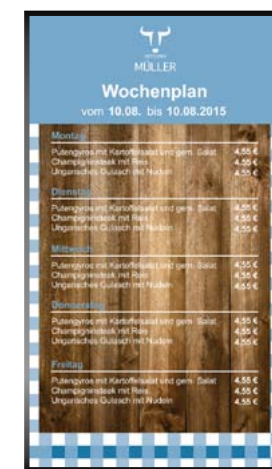 MÜLLER
Wochenplan
vom 10.08. bis 10.08.2015
Montag
Putengyros mit Kartoffelsalat und gem. Salat 4,55 €
Champignonsteak mit Reis 4,55 €
Ungarisches Gulasch mit Nudeln 4,55 €
Dienstag
Putengyros mit Kartoffelsalat und gem. Salat 4,55 €
Champignonsteak mit Reis 4,55 €
Ungarisches Gulasch mit Nudeln 4,55 €
Mittwoch
Putengyros mit Kartoffelsalat und gem. Salat 4,55 €
Champignonsteak mit Reis 4,55 €
Ungarisches Gulasch mit Nudeln 4,55 €
Donnerstag
Putengyros mit Kartoffelsalat und gem. Salat 4,55 €
Champignonsteak mit Reis 4,55 €
Ungarisches Gulasch mit Nudeln 4,55 €
Freitag
Putengyros mit Kartoffelsalat und gem. Salat 4,55 €
Champignonsteak mit Reis 4,55 €
Ungarisches Gulasch mit Nudeln 4,55 €